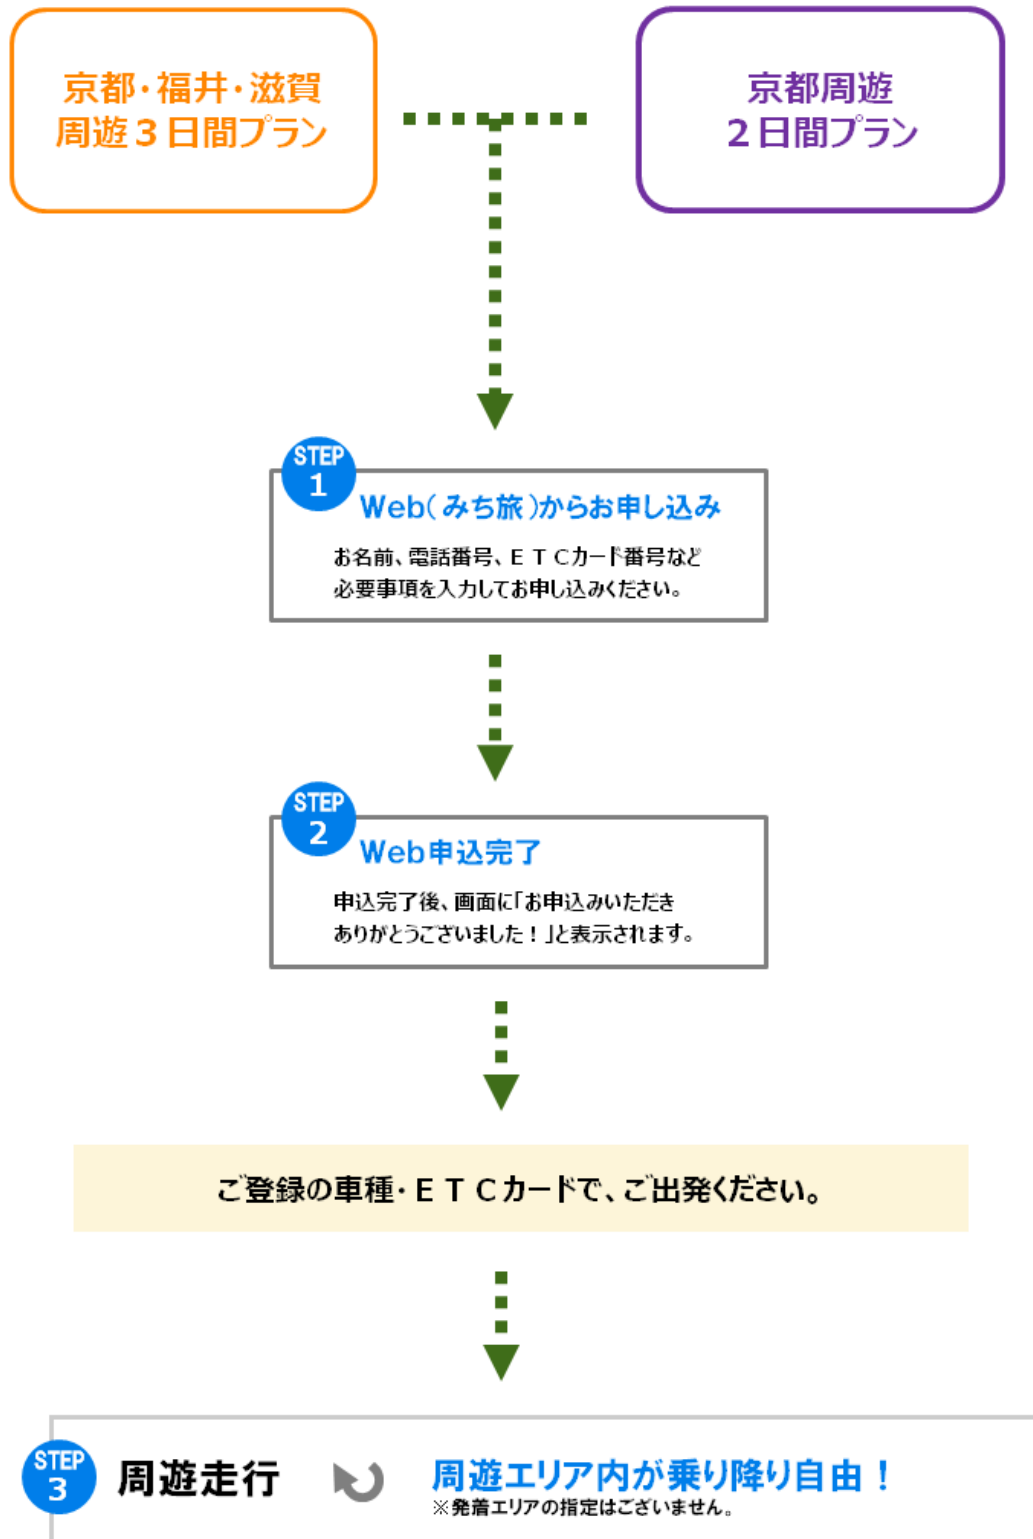 京都・福井・滋賀
周遊３日間プラン
京都周遊
２日間プラン
STEP
1
Web(みち旅)からお申し込み
お名前、電話番号、ＥＴＣカード番号など
必要事項を入力してお申し込みください。
STEP
2
Web申込完了
申込完了後、画面に「お申込みいただき
ありがとうございました！」と表示されます。
ご登録の車種・ＥＴＣカードで、ご出発ください。
STEP
3
周遊走行
周遊エリア内が乗り降り自由！
※発着エリアの指定はございません。